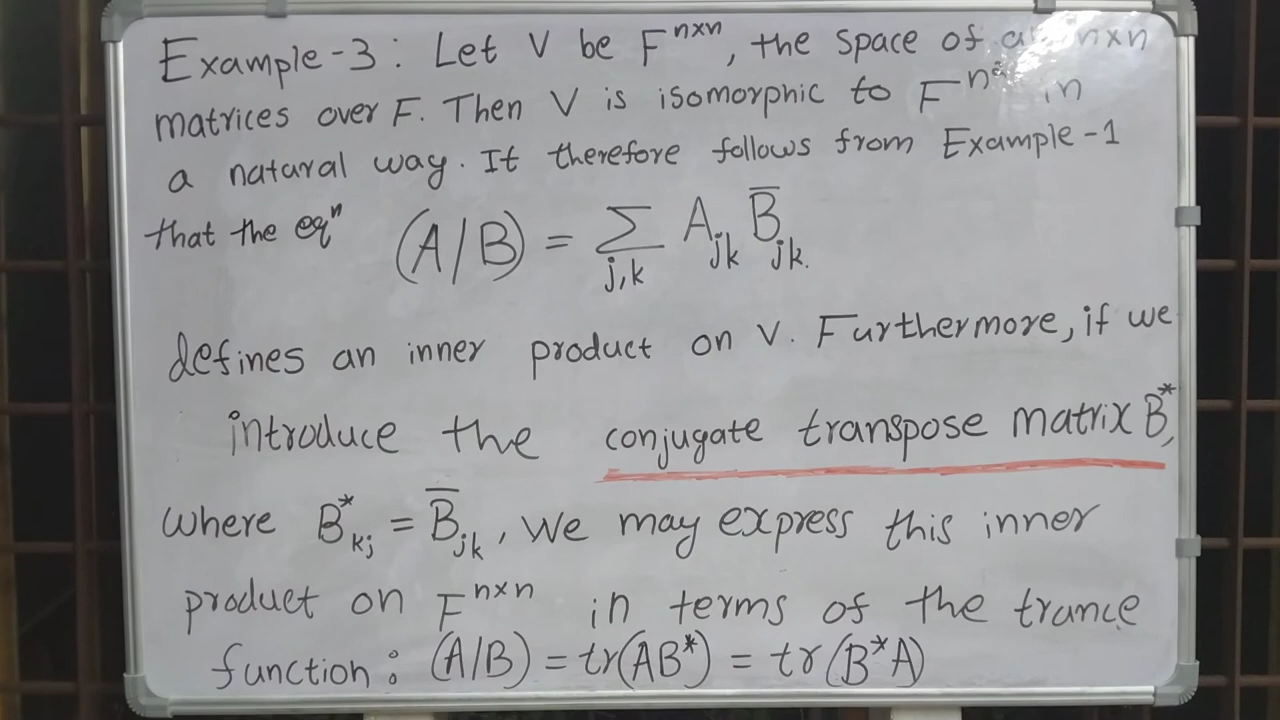 Example-3: Let V be F^{n×n}, the space of n×n
matrices over F. Then V is isomorphic to F^{n²} in
a natural way. It therefore follows from Example-1
that the eqⁿ (A/B) = Σ_{j,k} A_{jk} B̅_{jk}.
defines an inner product on V. Furthermore, if we
introduce the conjugate transpose matrix B*,
where B*_{kj} = B̅_{jk}, we may express this inner
product on F^{n×n} in terms of the trance
function: (A/B) = tr(AB*) = tr(B*A)